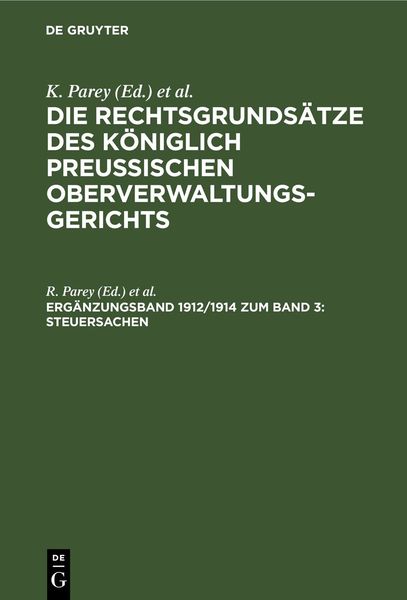 DE GRUYTER
K. Parey (Ed.) et al.
DIE RECHTSGRUNDSÄTZE
DES KÖNIGLICH
PREUSSISCHEN
OBERVERWALTUNGS-
GERICHTS
R. Parey (Ed.) et al.
ERGÄNZUNGSBAND 1912/1914 ZUM BAND 3:
STEUERSACHEN
DE
G